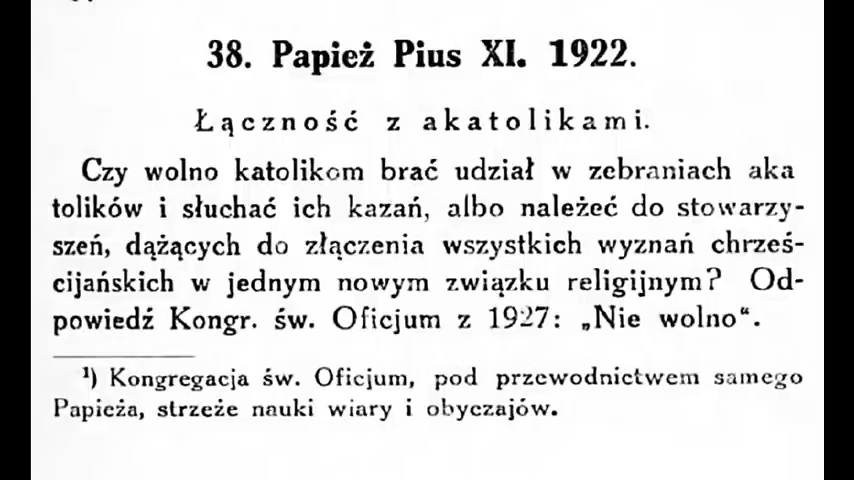 38. Papież Pius XI. 1922.
Łączność z akatolikami.
Czy wolno katolikom brać udział w zebraniach aka
tolików i słuchać ich kazań, albo należeć do stowarzy-
szeń, dążących do złączenia wszystkich wyznań chrześ-
cijańskich w jednym nowym związku religijnym? Od-
powiedź Kongr. św. Oficjum z 1927: „Nie wolno“.
¹) Kongregacja św. Oficjum, pod przewodnictwem samego
Papieża, strzeże nauki wiary i obyczajów.